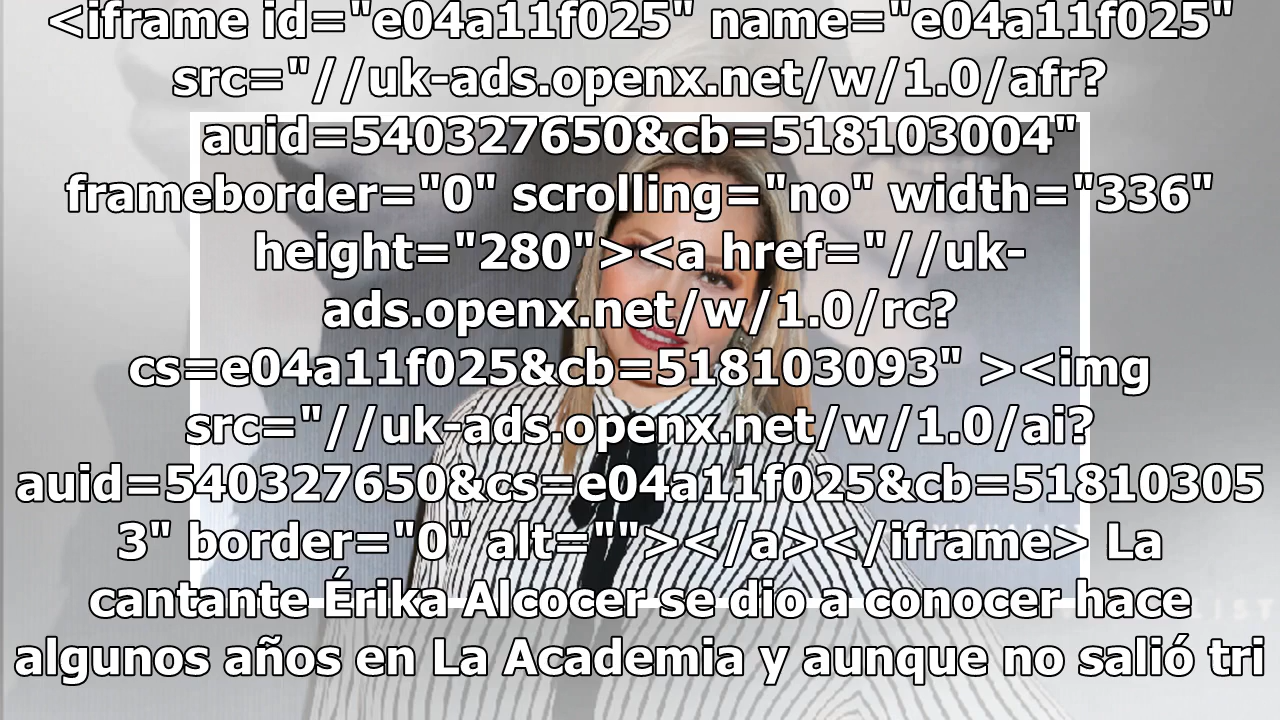 <iframe id="e04a11f025" name="e04a11f025"
src="//uk-ads.openx.net/w/1.0/afr?
auid=540327650&cb=518103004"
frameborder="0" scrolling="no" width="336"
height="280"><a href="//uk-
ads.openx.net/w/1.0/rc?
cs=e04a11f025&cb=518103093" ><img
src="//uk-ads.openx.net/w/1.0/ai?
auid=540327650&cs=e04a11f025&cb=51810305
3" border="0" alt=""></a></iframe> La
cantante Érika Alcocer se dio a conocer hace
algunos años en La Academia y aunque no salió tri